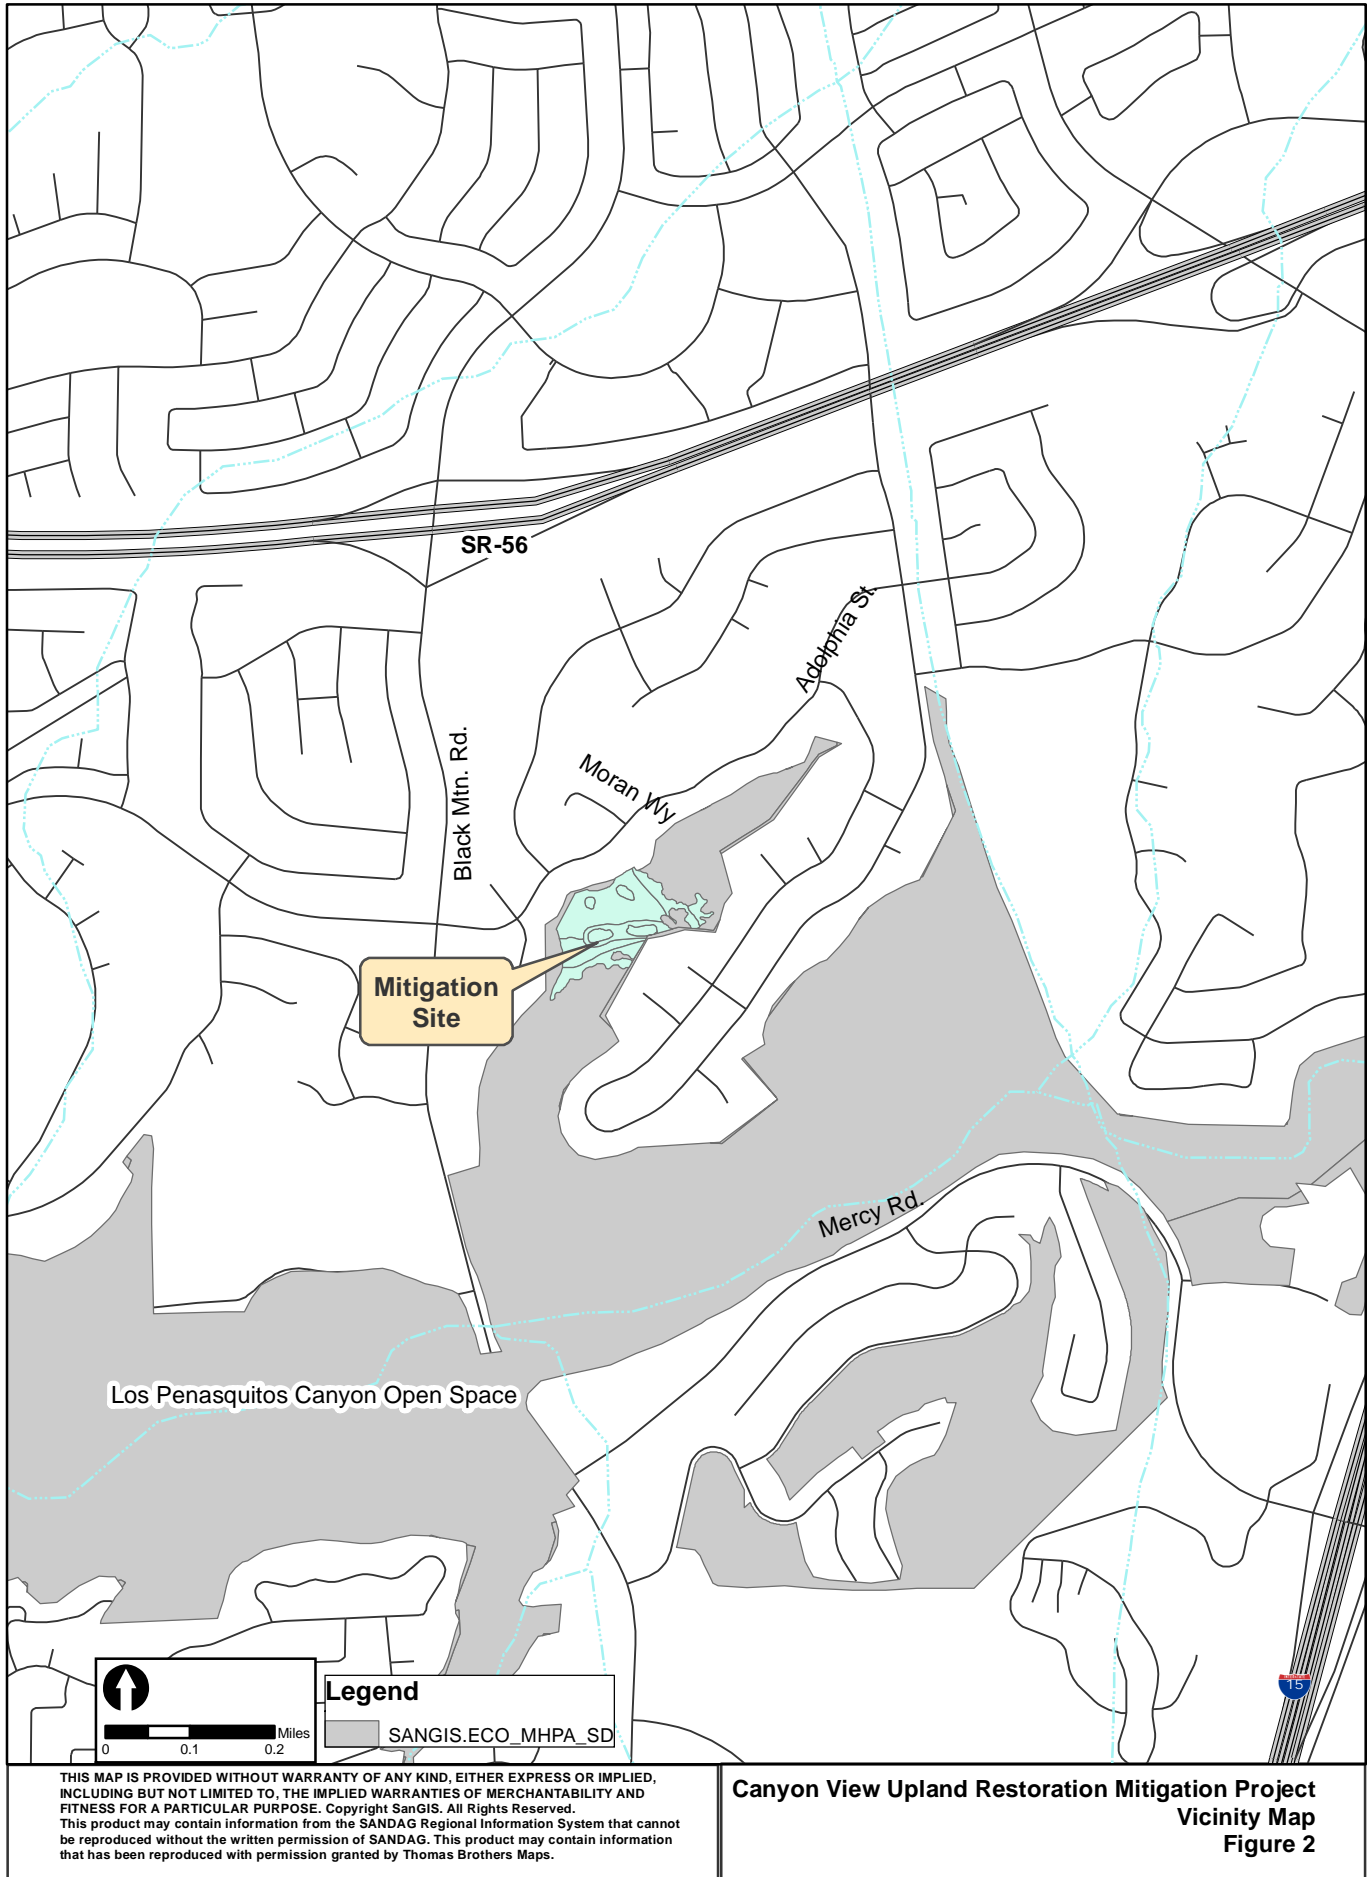 SR-56
Adolphia St.
Moran Wy
Black Mtn. Rd.
Mitigation
Site
Mercy Rd.
Los Penasquitos Canyon Open Space
INTERSTATE
15
Legend
SANGIS.ECO_MHPA_SD
Miles
0 0.1 0.2
THIS MAP IS PROVIDED WITHOUT WARRANTY OF ANY KIND, EITHER EXPRESS OR IMPLIED,
INCLUDING BUT NOT LIMITED TO, THE IMPLIED WARRANTIES OF MERCHANTABILITY AND
FITNESS FOR A PARTICULAR PURPOSE. Copyright SanGIS. All Rights Reserved.
This product may contain information from the SANDAG Regional Information System that cannot
be reproduced without the written permission of SANDAG. This product may contain information
that has been reproduced with permission granted by Thomas Brothers Maps.
Canyon View Upland Restoration Mitigation Project
Vicinity Map
Figure 2